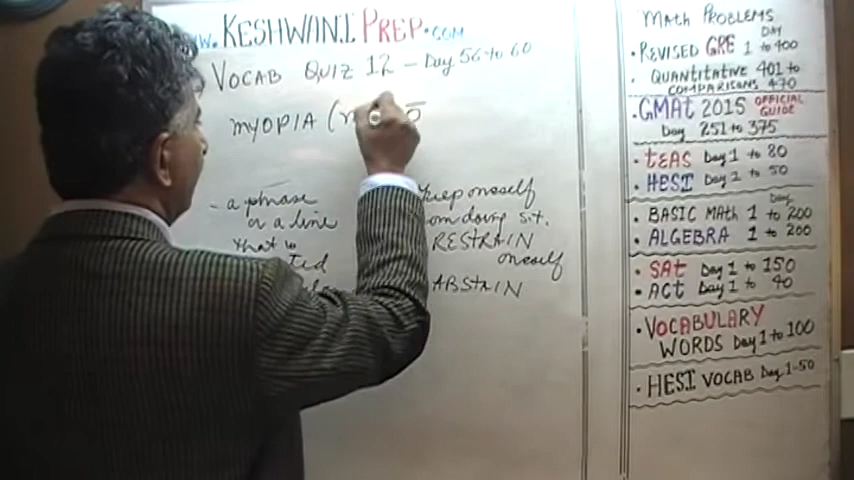 www.KESHWANI PREP.COM
VOCAB QUIZ 12 - Day 56 to 60
MYOPIA (
- a phrase
or a line
that is
keep oneself
from doing s.t.
RESTRAIN
oneself
ABSTAIN
MATH PROBLEMS
• REVISED GRE DAY 1 to 400
• QUANTITATIVE 401 to
COMPARISONS 470
• GMAT 2015 OFFICIAL GUIDE
Day 251 to 375
• TEAS Day 1 to 80
• HESI Day 1 to 50
Day
• BASIC MATH 1 to 200
• ALGEBRA 1 to 200
• SAT Day 1 to 150
• ACT Day 1 to 40
• VOCABULARY
WORDS Day 1 to 100
• HESI VOCAB Day 1-50